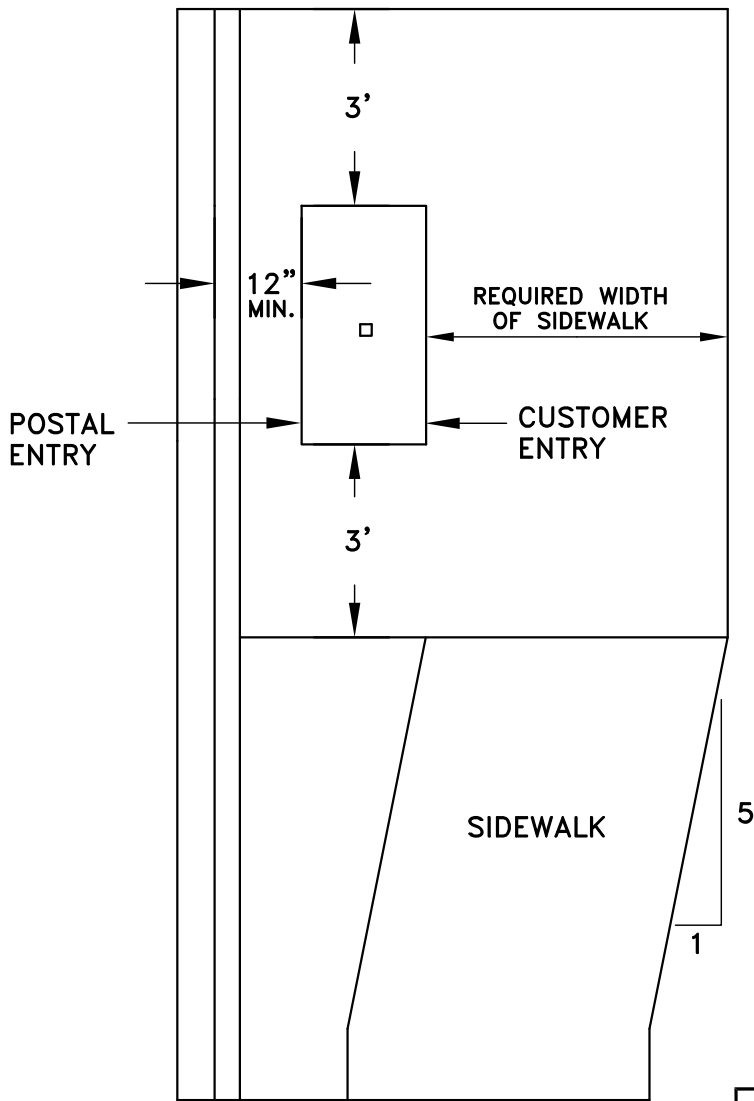 3’
12”
MIN.
REQUIRED WIDTH
OF SIDEWALK
POSTAL
ENTRY
CUSTOMER
ENTRY
3’
SIDEWALK
5
1